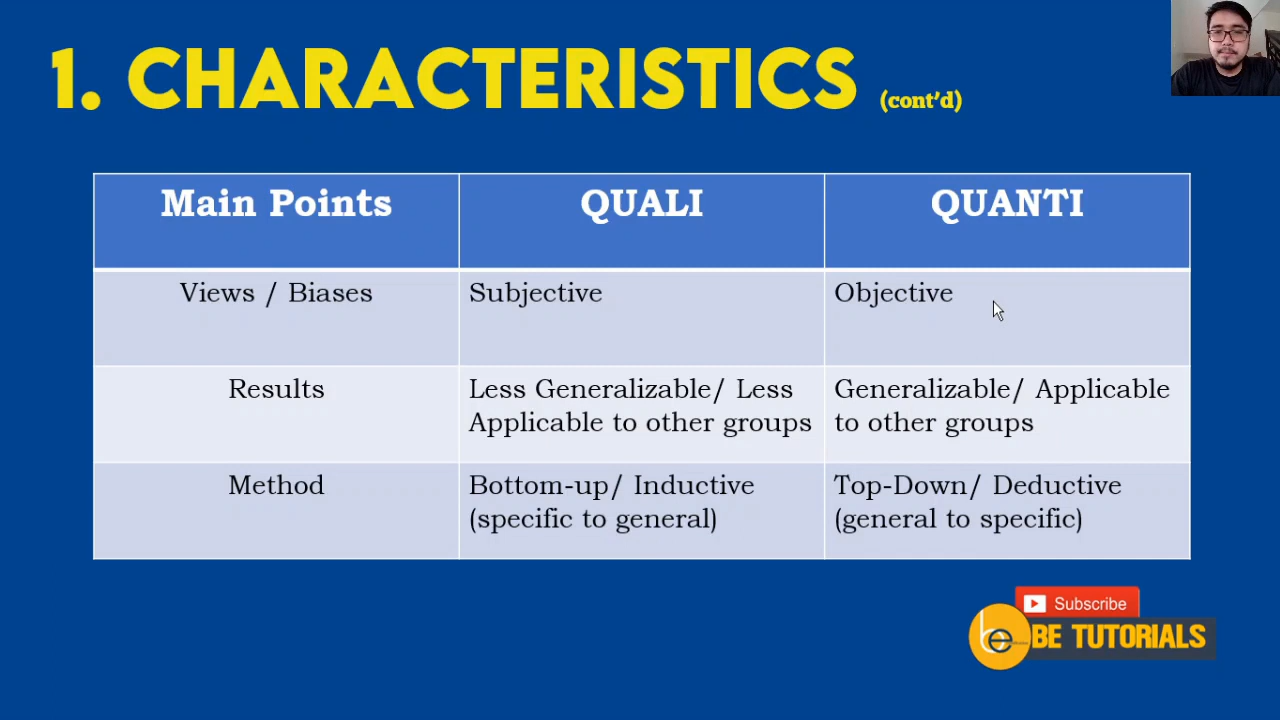 1. CHARACTERISTICS (cont'd)
Main Points QUALI QUANTI
Views / Biases Subjective Objective
Results Less Generalizable/ Less Generalizable/ Applicable
Applicable to other groups to other groups
Method Bottom-up/ Inductive Top-Down/ Deductive
(specific to general) (general to specific)
Subscribe
be BE TUTORIALS